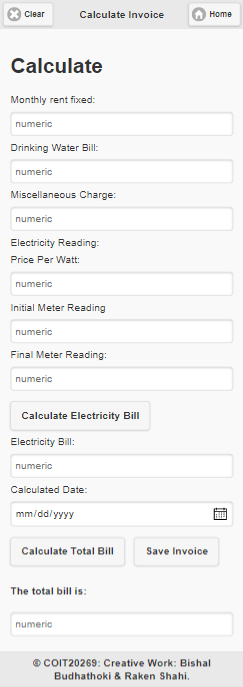 Clear Calculate Invoice Home
Calculate
Monthly rent fixed:
numeric
Drinking Water Bill:
numeric
Miscellaneous Charge:
numeric
Electricity Reading:
Price Per Watt:
numeric
Initial Meter Reading
numeric
Final Meter Reading:
numeric
Calculate Electricity Bill
Electricity Bill:
numeric
Calculated Date:
mm/dd/yyyy
Calculate Total Bill Save Invoice
The total bill is:
numeric
© COIT20269: Creative Work: Bishal
Budhathoki & Raken Shahi.